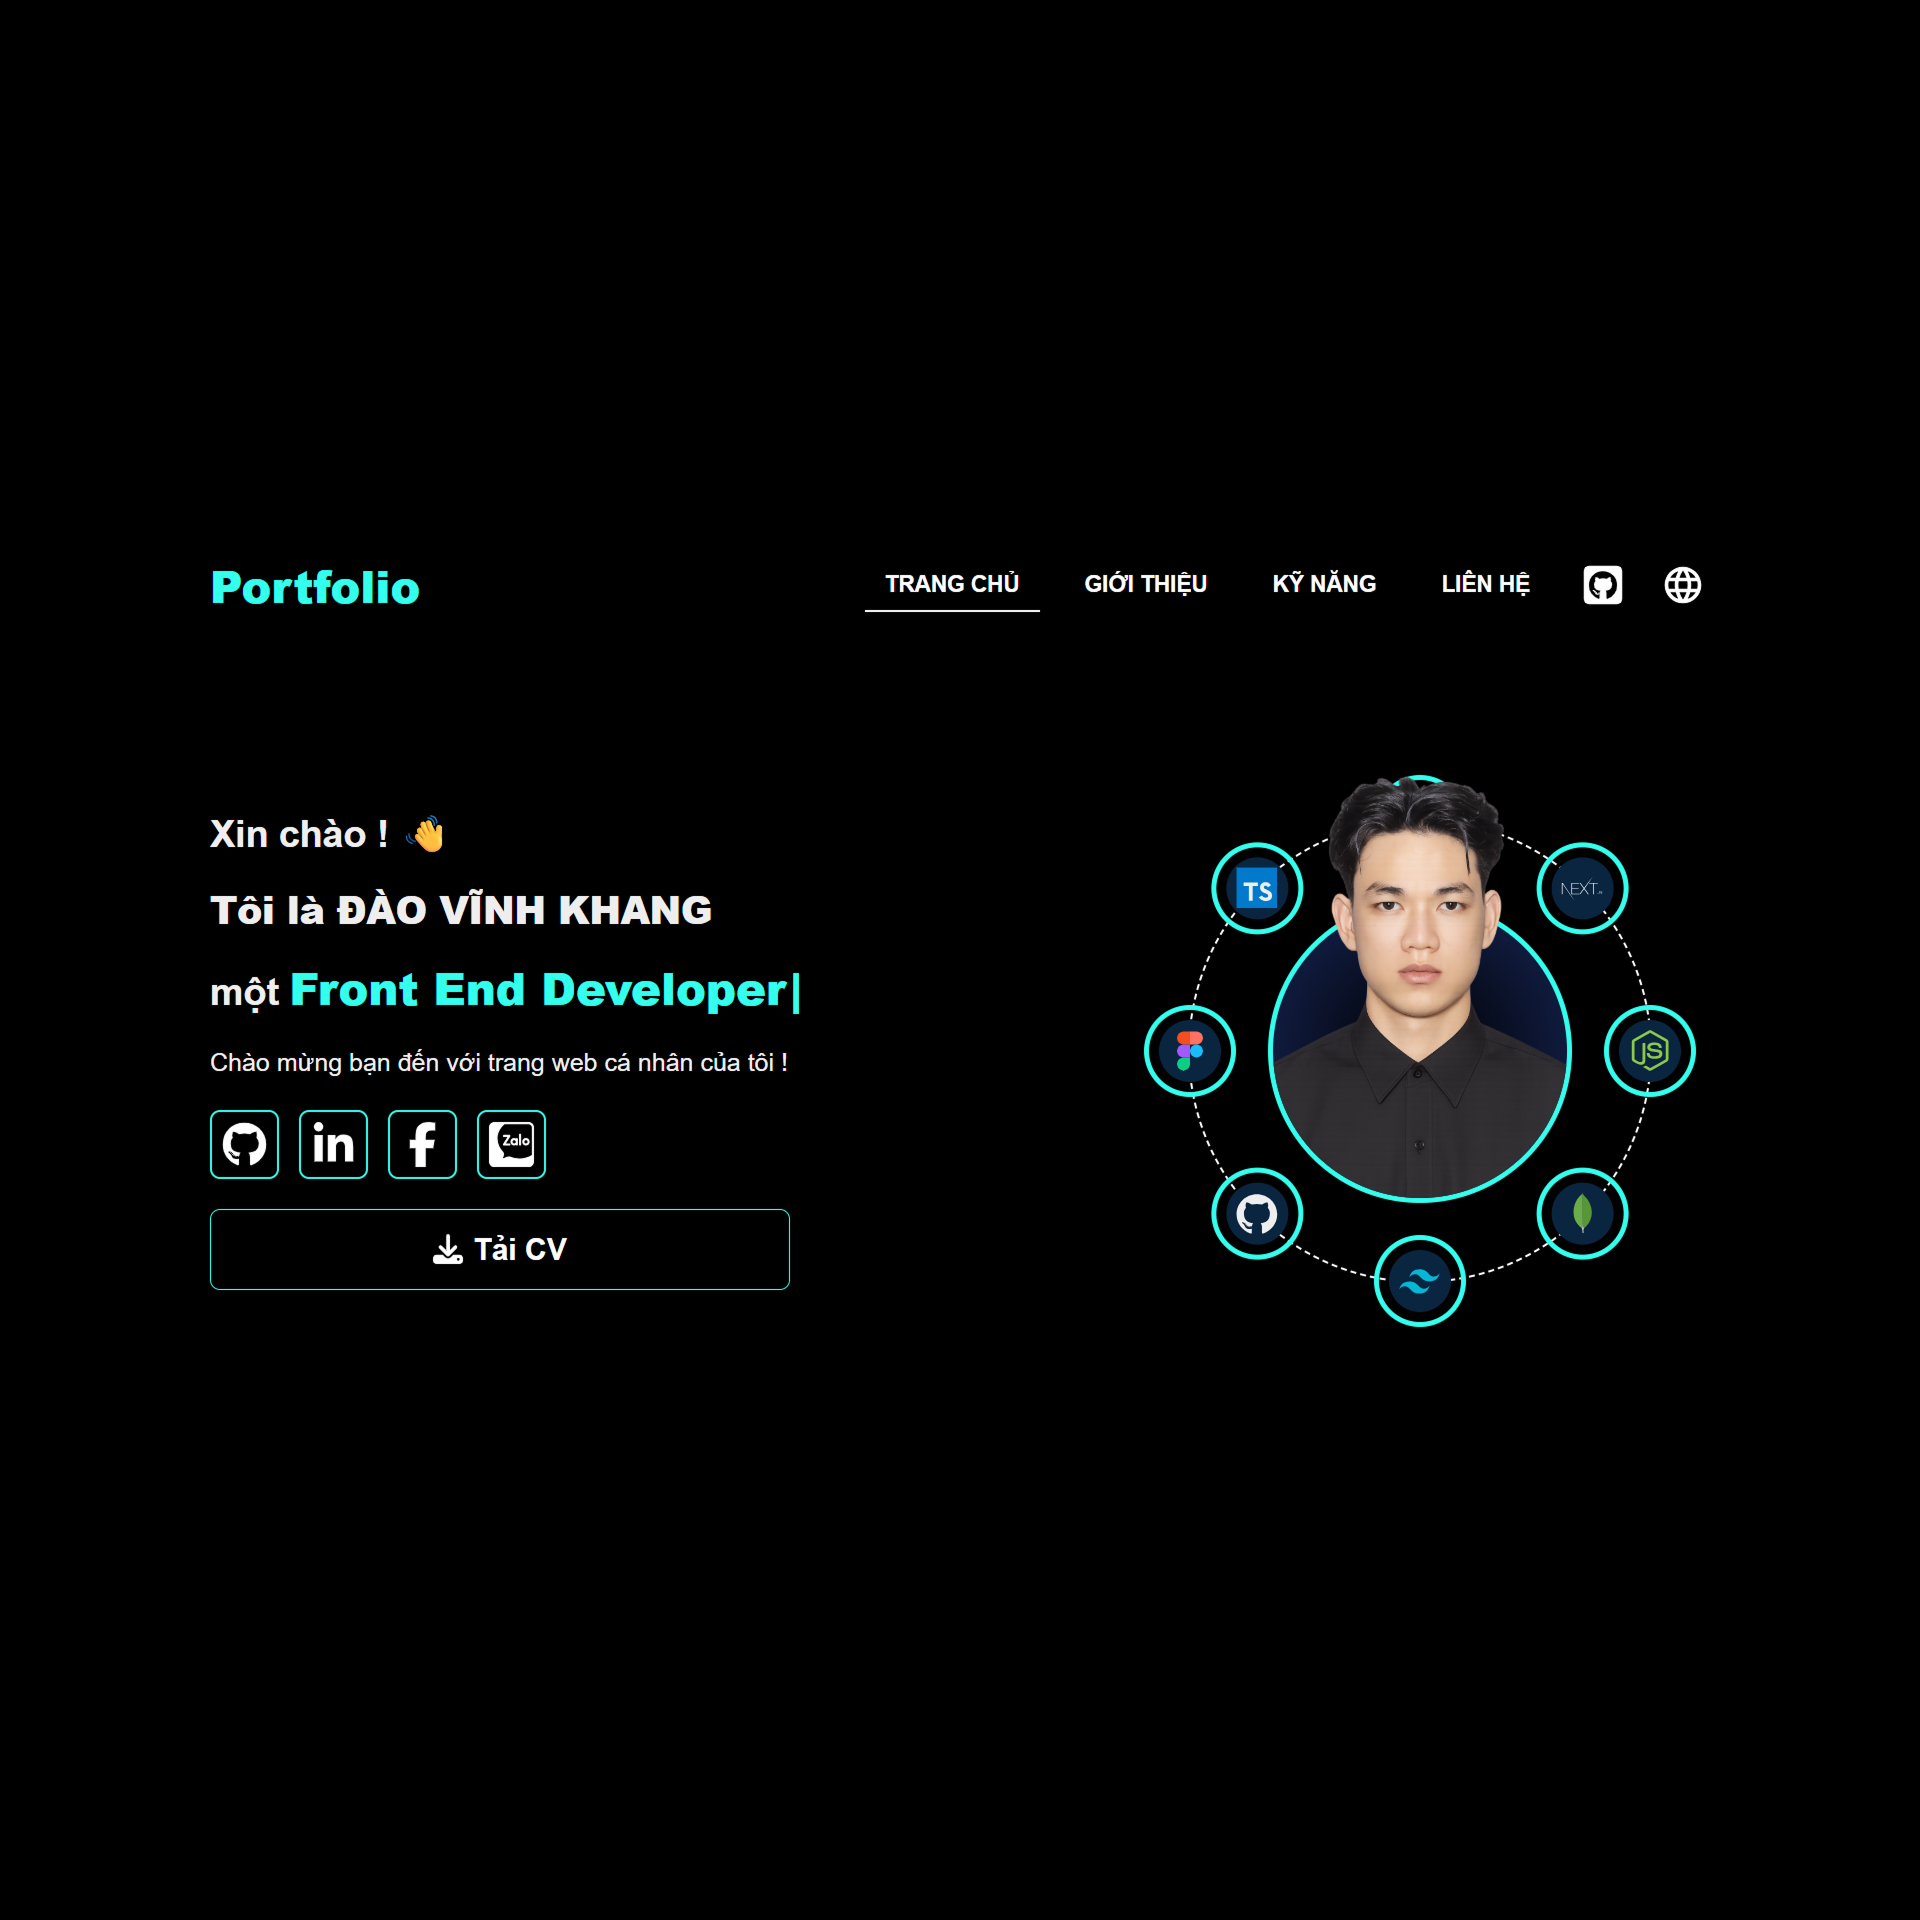 Portfolio
TRANG CHỦ
GIỚI THIỆU
KỸ NĂNG
LIÊN HỆ
Xin chào ! 👋
Tôi là ĐÀO VĨNH KHANG
một Front End Developer|
Chào mừng bạn đến với trang web cá nhân của tôi !
Zalo
Tải CV
TS
NEXT.JS
JS